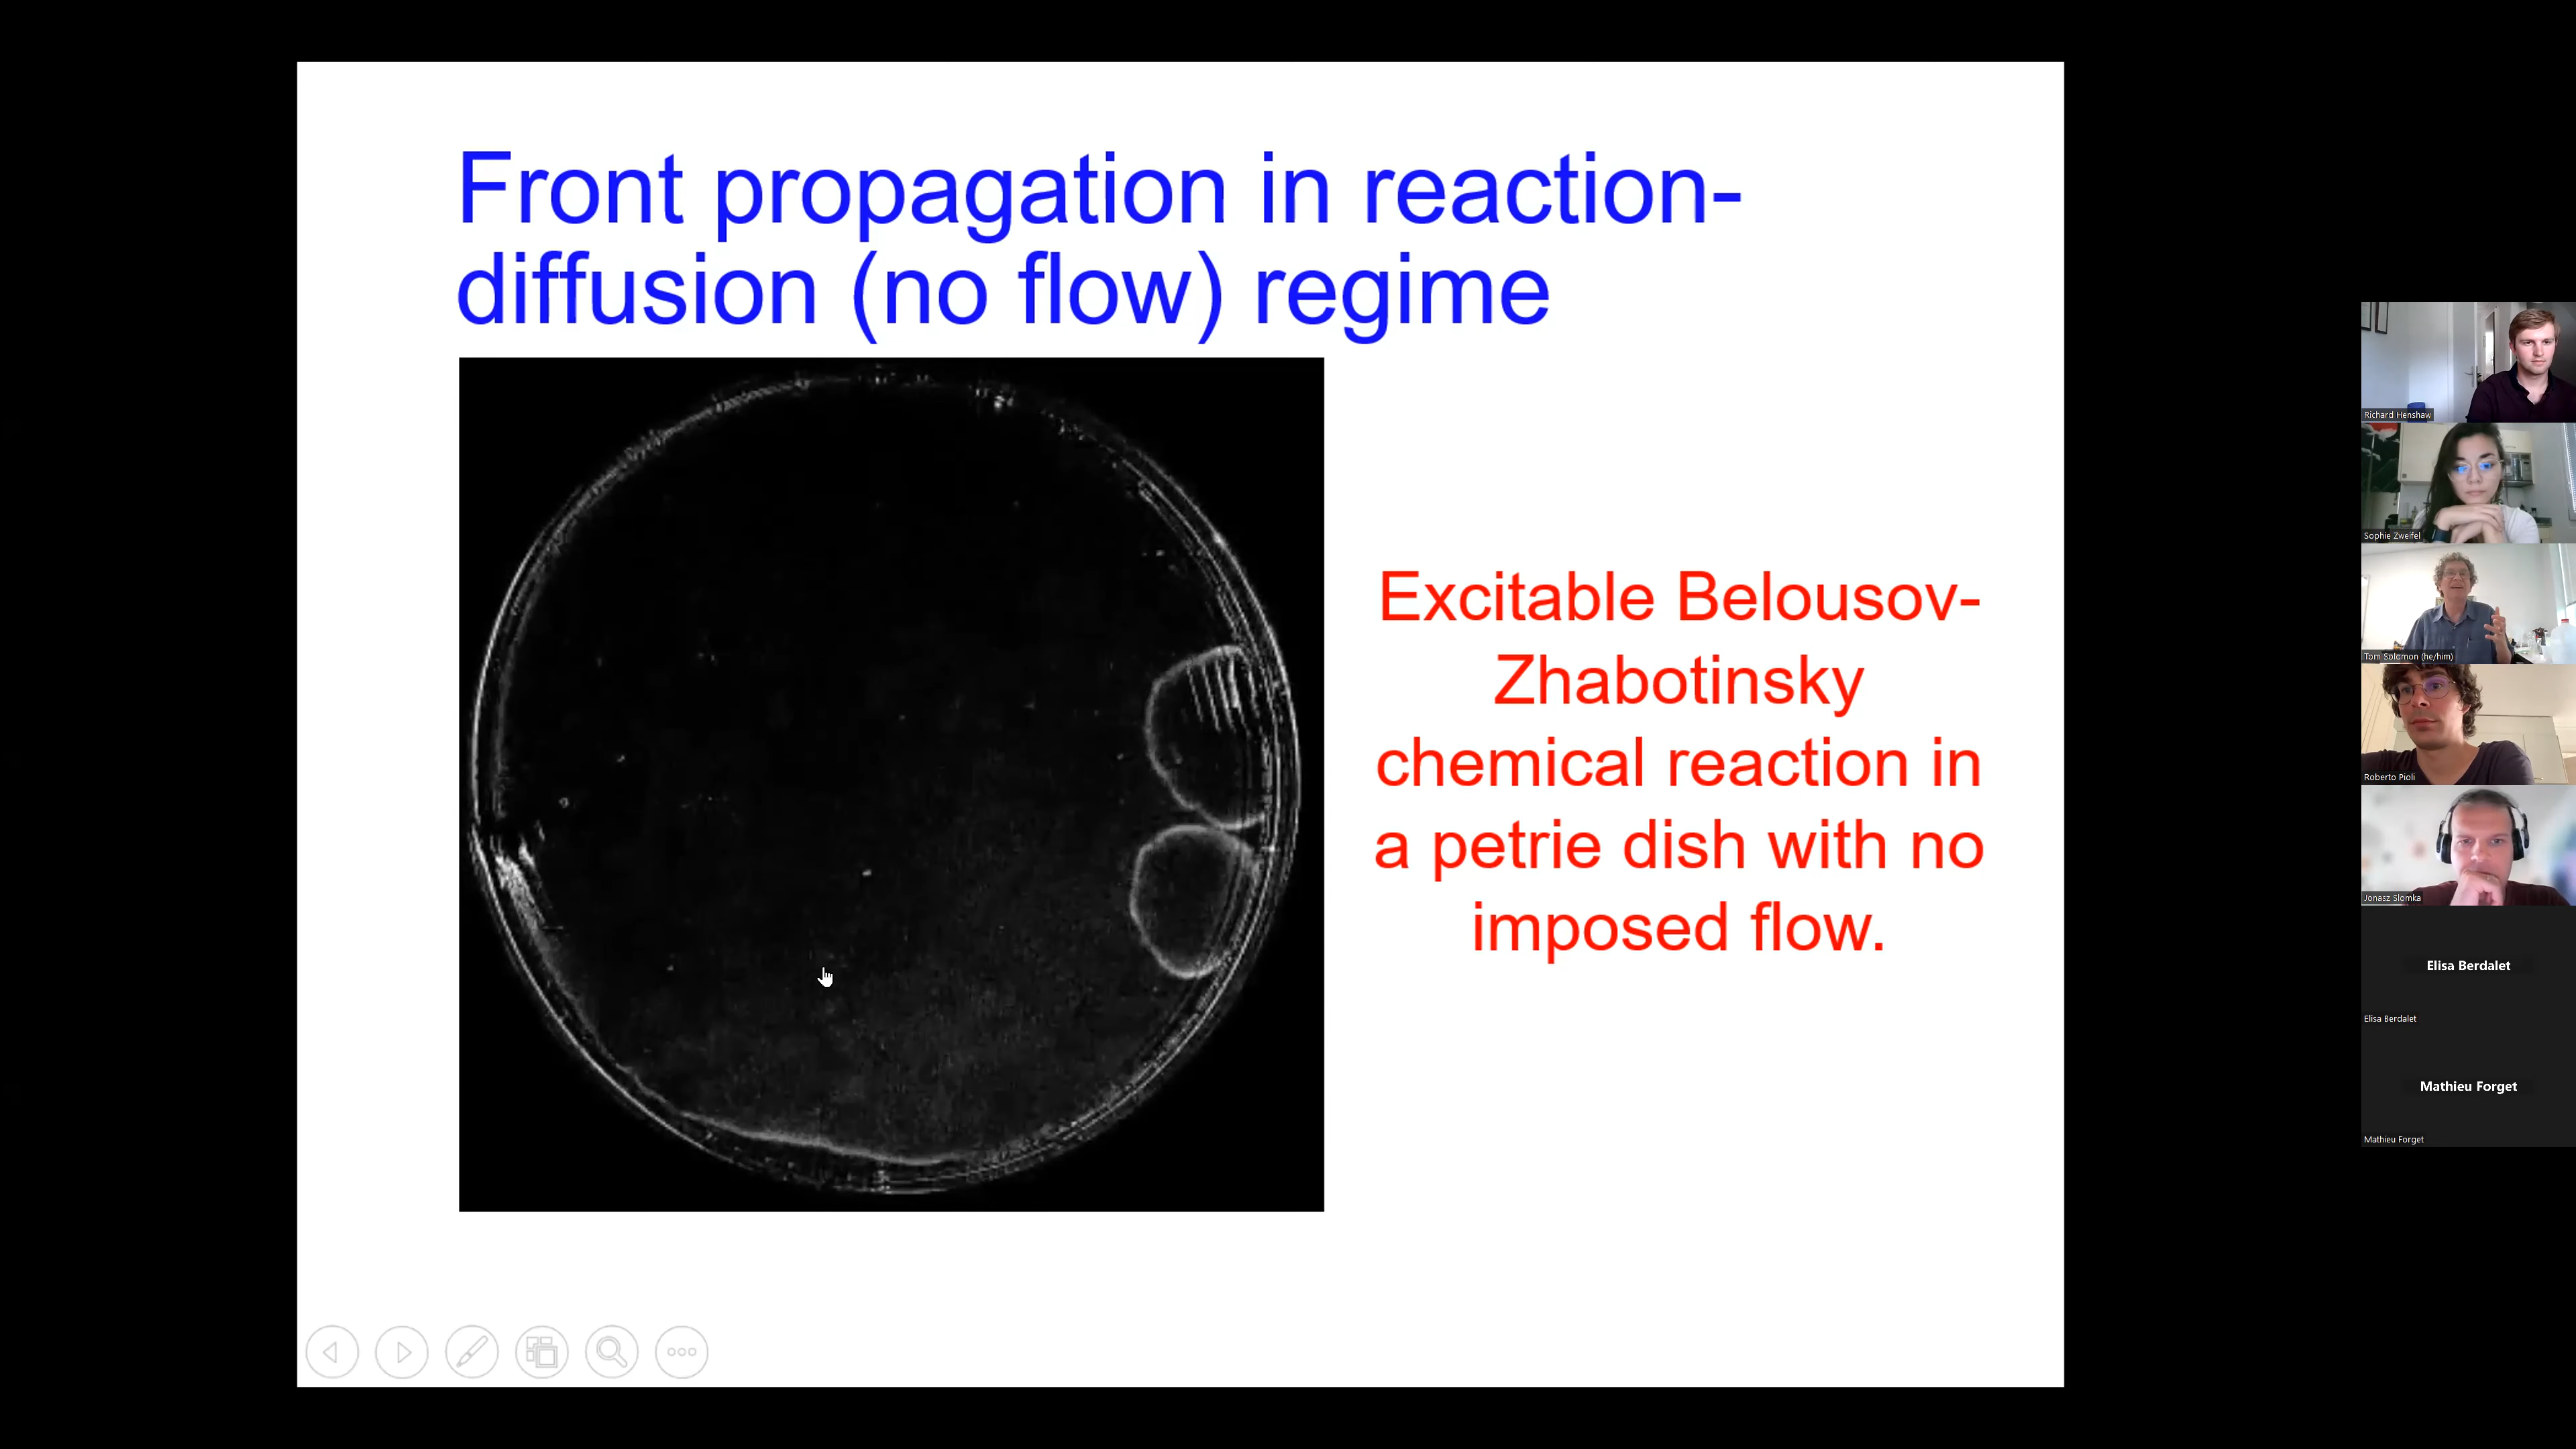 Front propagation in reaction-
diffusion (no flow) regime
Excitable Belousov-
Zhabotinsky
chemical reaction in
a petrie dish with no
imposed flow.
Richard Henshaw
Sophie Zweifel
Tom Solomon (he/him)
Roberto Pioli
Jonasz Slomka
Elisa Berdalet
Elisa Berdalet
Mathieu Forget
Mathieu Forget